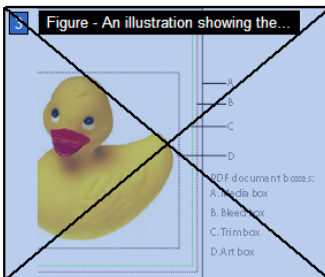 3 Figure - An illustration showing the...
A
B
C
D
PDF document boxes:
A.Media box
B.Bleed box
C.Trim box
D.Art box